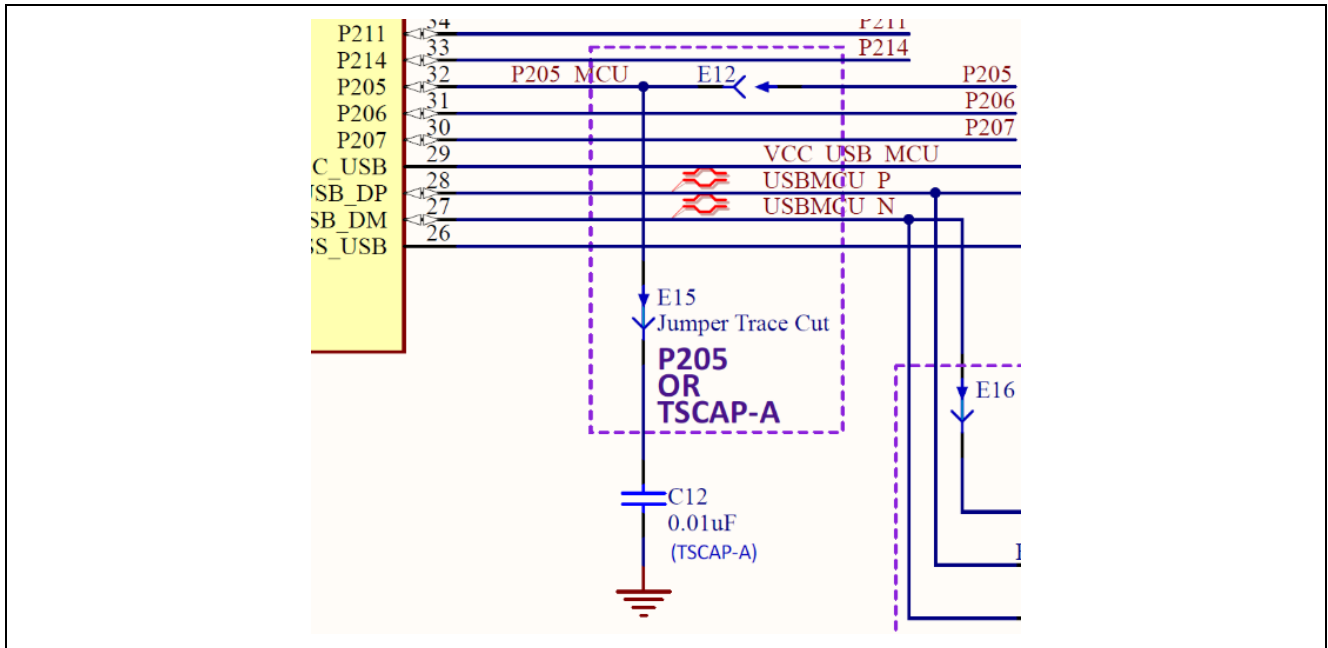 P211 34 P211
P214 33 P214
P205 32 P205_MCU E12 P205
P206 31 P206
P207 30 P207
C_USB 29 VCC_USB_MCU
USB_DP 28 USBMCU_P
SB_DM 27 USBMCU_N
SS_USB 26
E15
Jumper Trace Cut
P205
OR
TSCAP-A
E16
C12
0.01uF
(TSCAP-A)